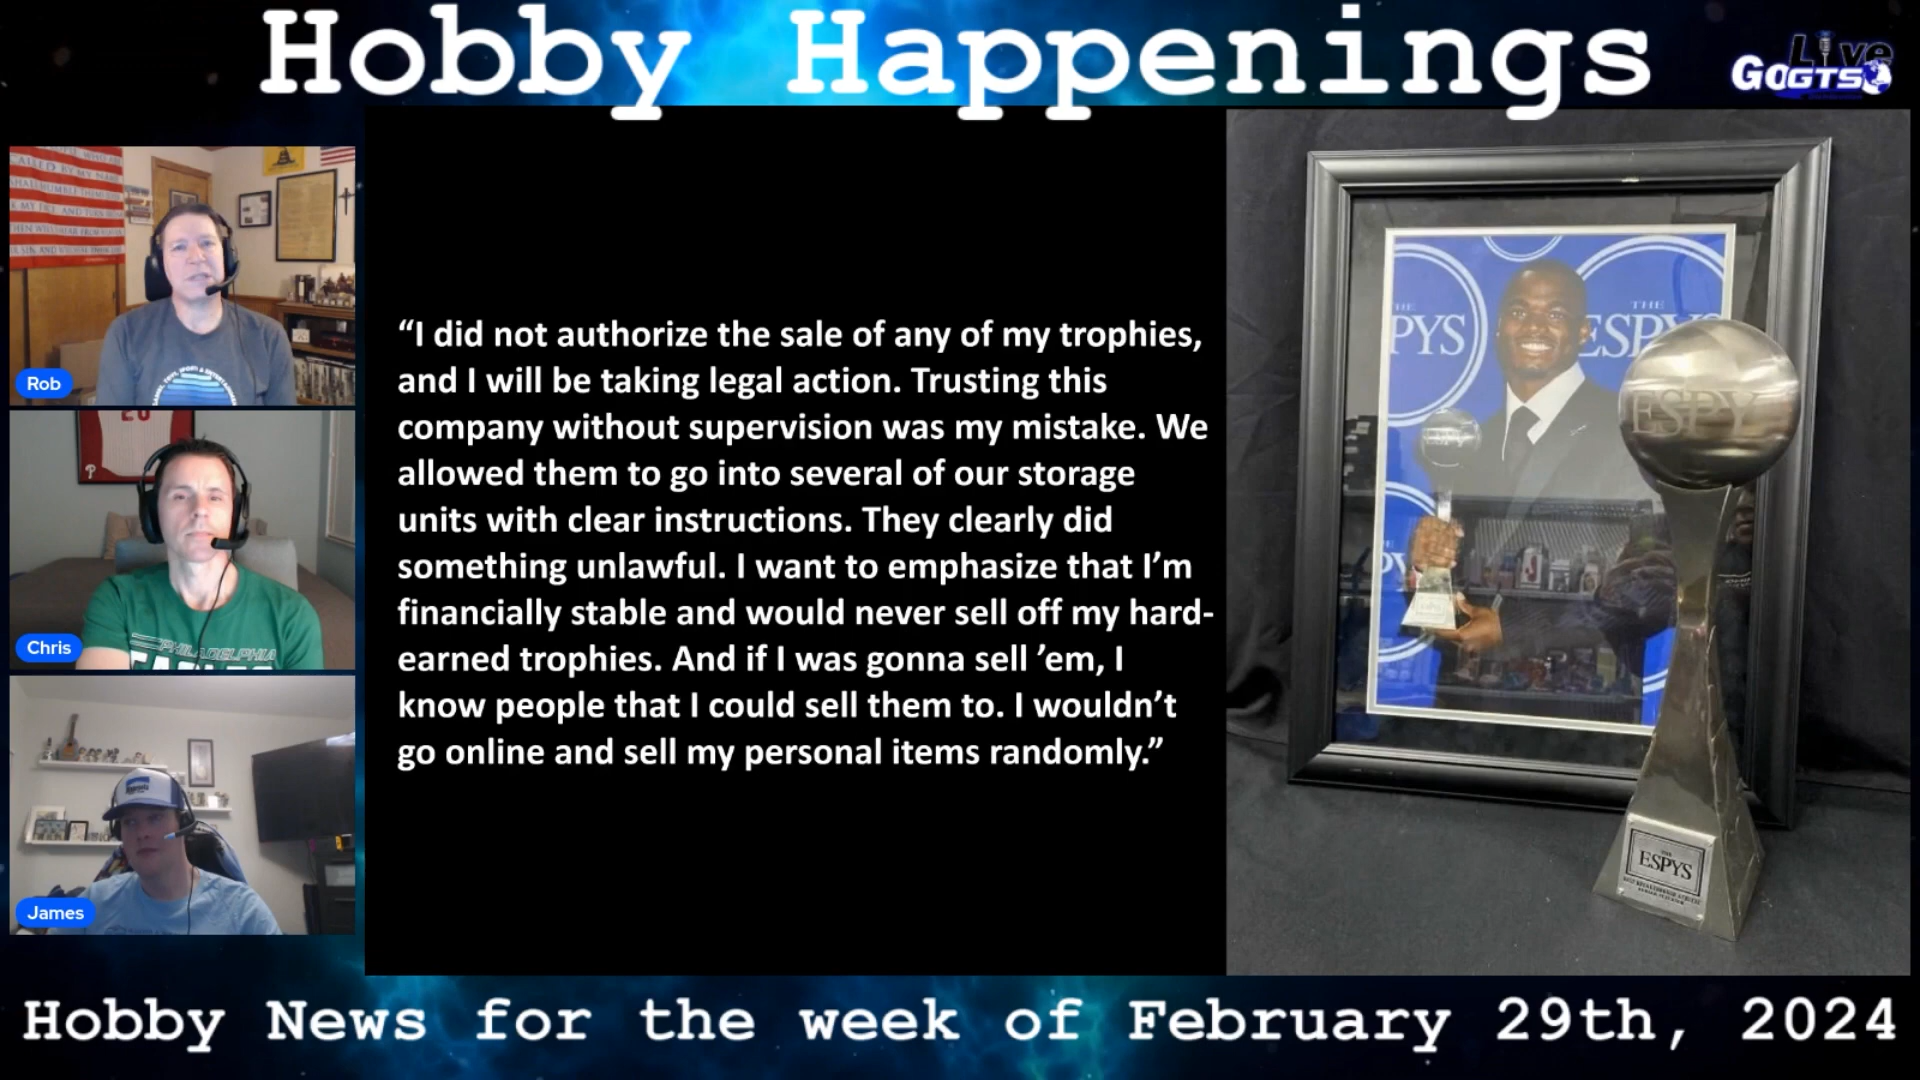 Hobby Happenings
Live
GOGTS
Rob
Chris
PHILADELPHIA
James
“I did not authorize the sale of any of my trophies,
and I will be taking legal action. Trusting this
company without supervision was my mistake. We
allowed them to go into several of our storage
units with clear instructions. They clearly did
something unlawful. I want to emphasize that I’m
financially stable and would never sell off my hard-
earned trophies. And if I was gonna sell ’em, I
know people that I could sell them to. I wouldn’t
go online and sell my personal items randomly.”
PYS
THE
ESPYS
ESPY
ESPYS
Hobby News for the week of February 29th, 2024